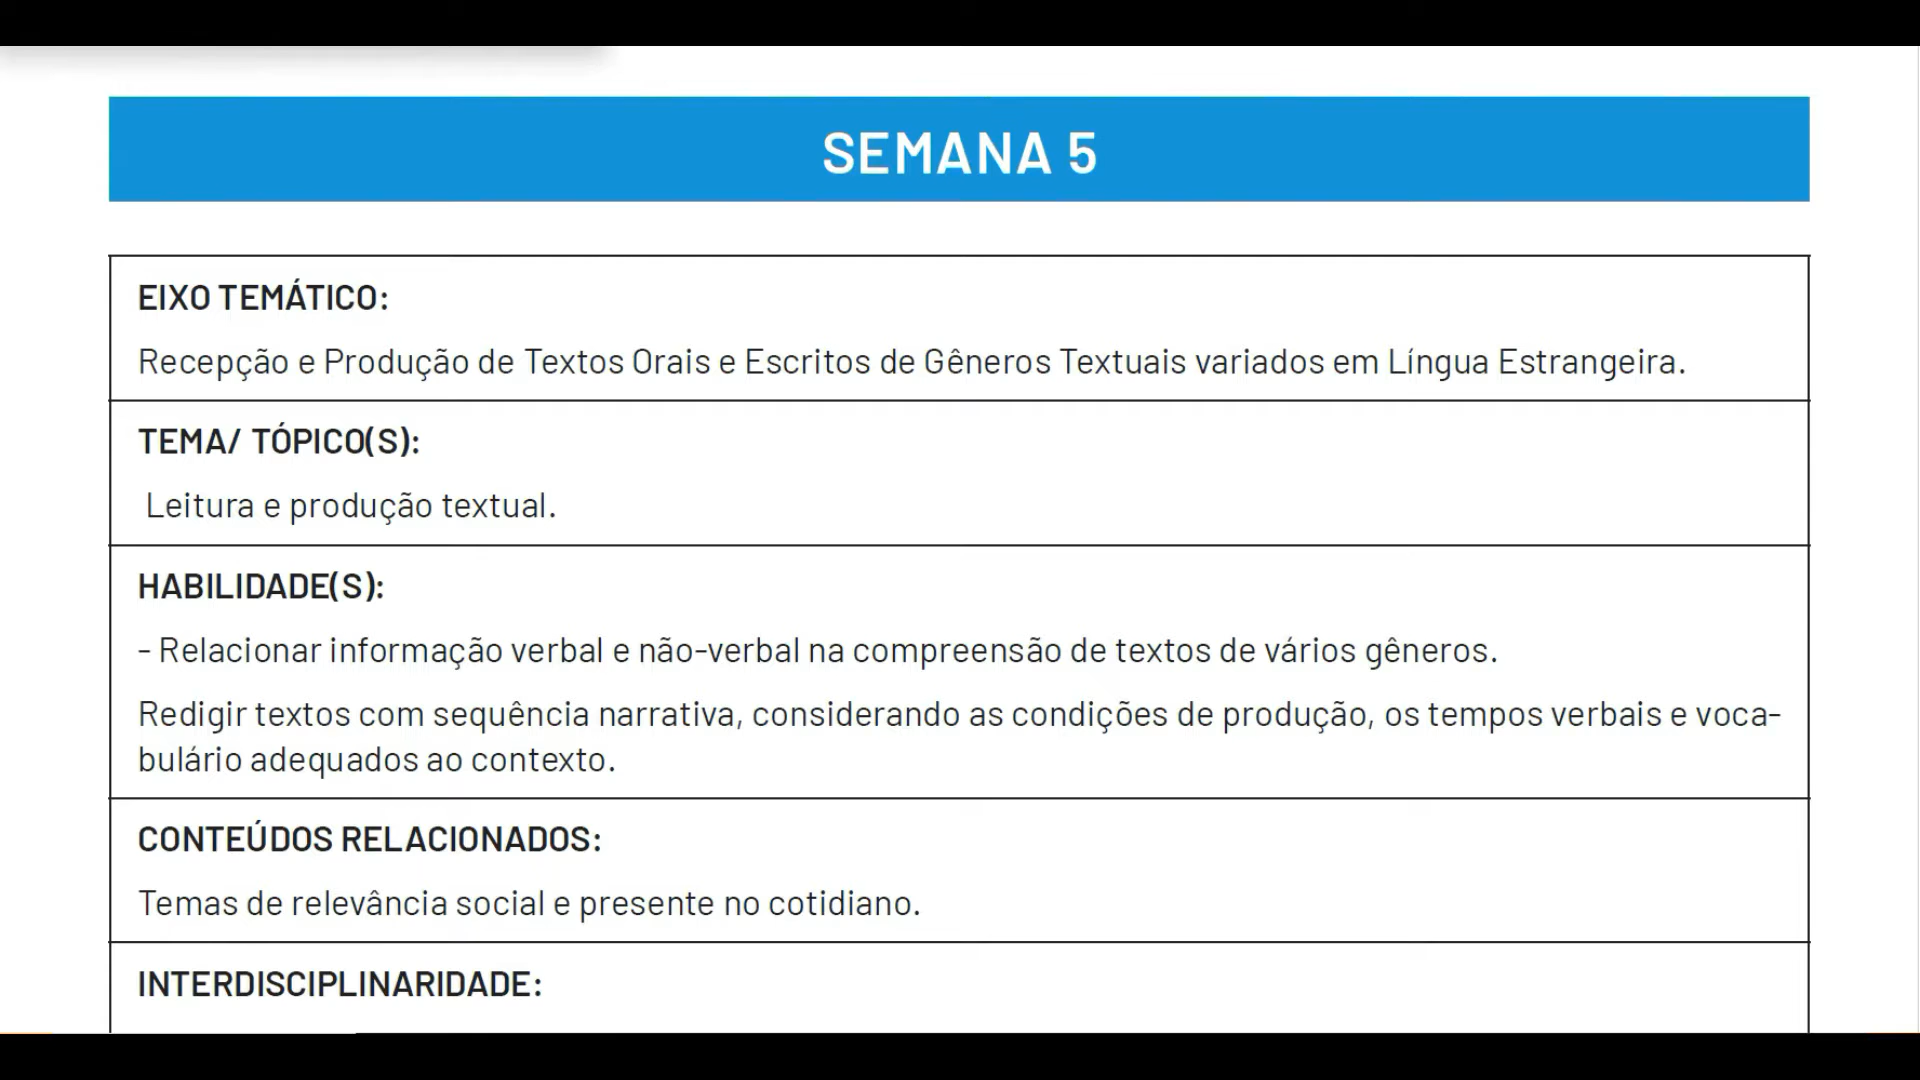 SEMANA 5
EIXO TEMÁTICO:
Recepção e Produção de Textos Orais e Escritos de Gêneros Textuais variados em Língua Estrangeira.
TEMA/ TÓPICO(S):
Leitura e produção textual.
HABILIDADE(S):
- Relacionar informação verbal e não-verbal na compreensão de textos de vários gêneros.
Redigir textos com sequência narrativa, considerando as condições de produção, os tempos verbais e voca-
bulário adequados ao contexto.
CONTEÚDOS RELACIONADOS:
Temas de relevância social e presente no cotidiano.
INTERDISCIPLINARIDADE: